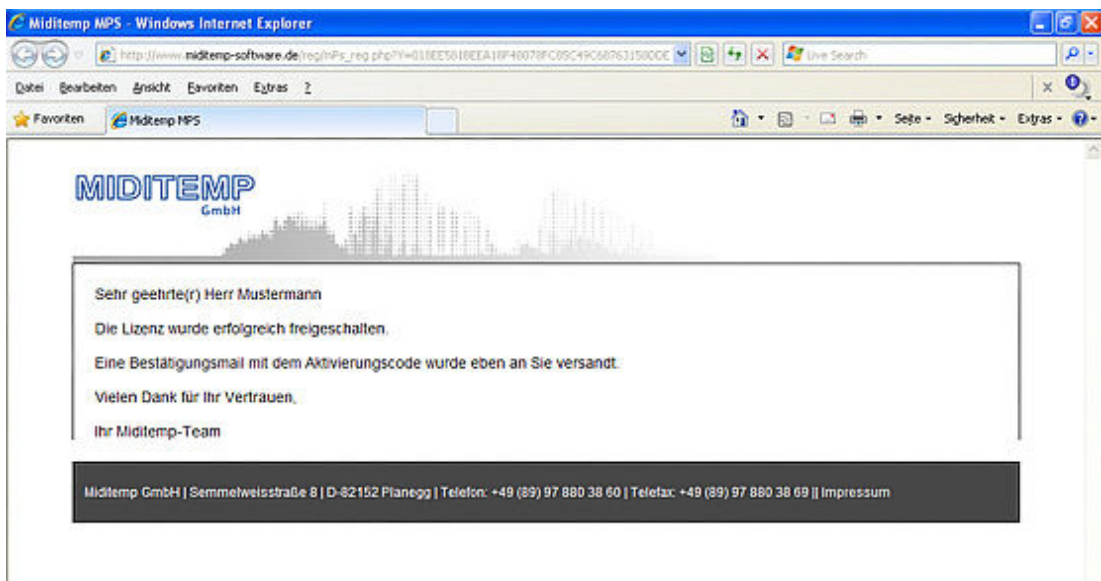 Miditemp MPS - Windows Internet Explorer
Live Search
Datei Bearbeiten Ansicht Favoriten Extras ?
Favoriten Miditemp MPS Seite Sicherheit Extras
MIDITEMP
GmbH
Sehr geehrte(r) Herr Mustermann
Die Lizenz wurde erfolgreich freigeschalten.
Eine Bestätigungsmail mit dem Aktivierungscode wurde eben an Sie versandt.
Vielen Dank für Ihr Vertrauen,
Ihr Miditemp-Team
Miditemp GmbH | Semmelweisstraße 8 | D-82152 Planegg | Telefon: +49 (89) 97 880 38 60 | Telefax: +49 (89) 97 880 38 69 || Impressum